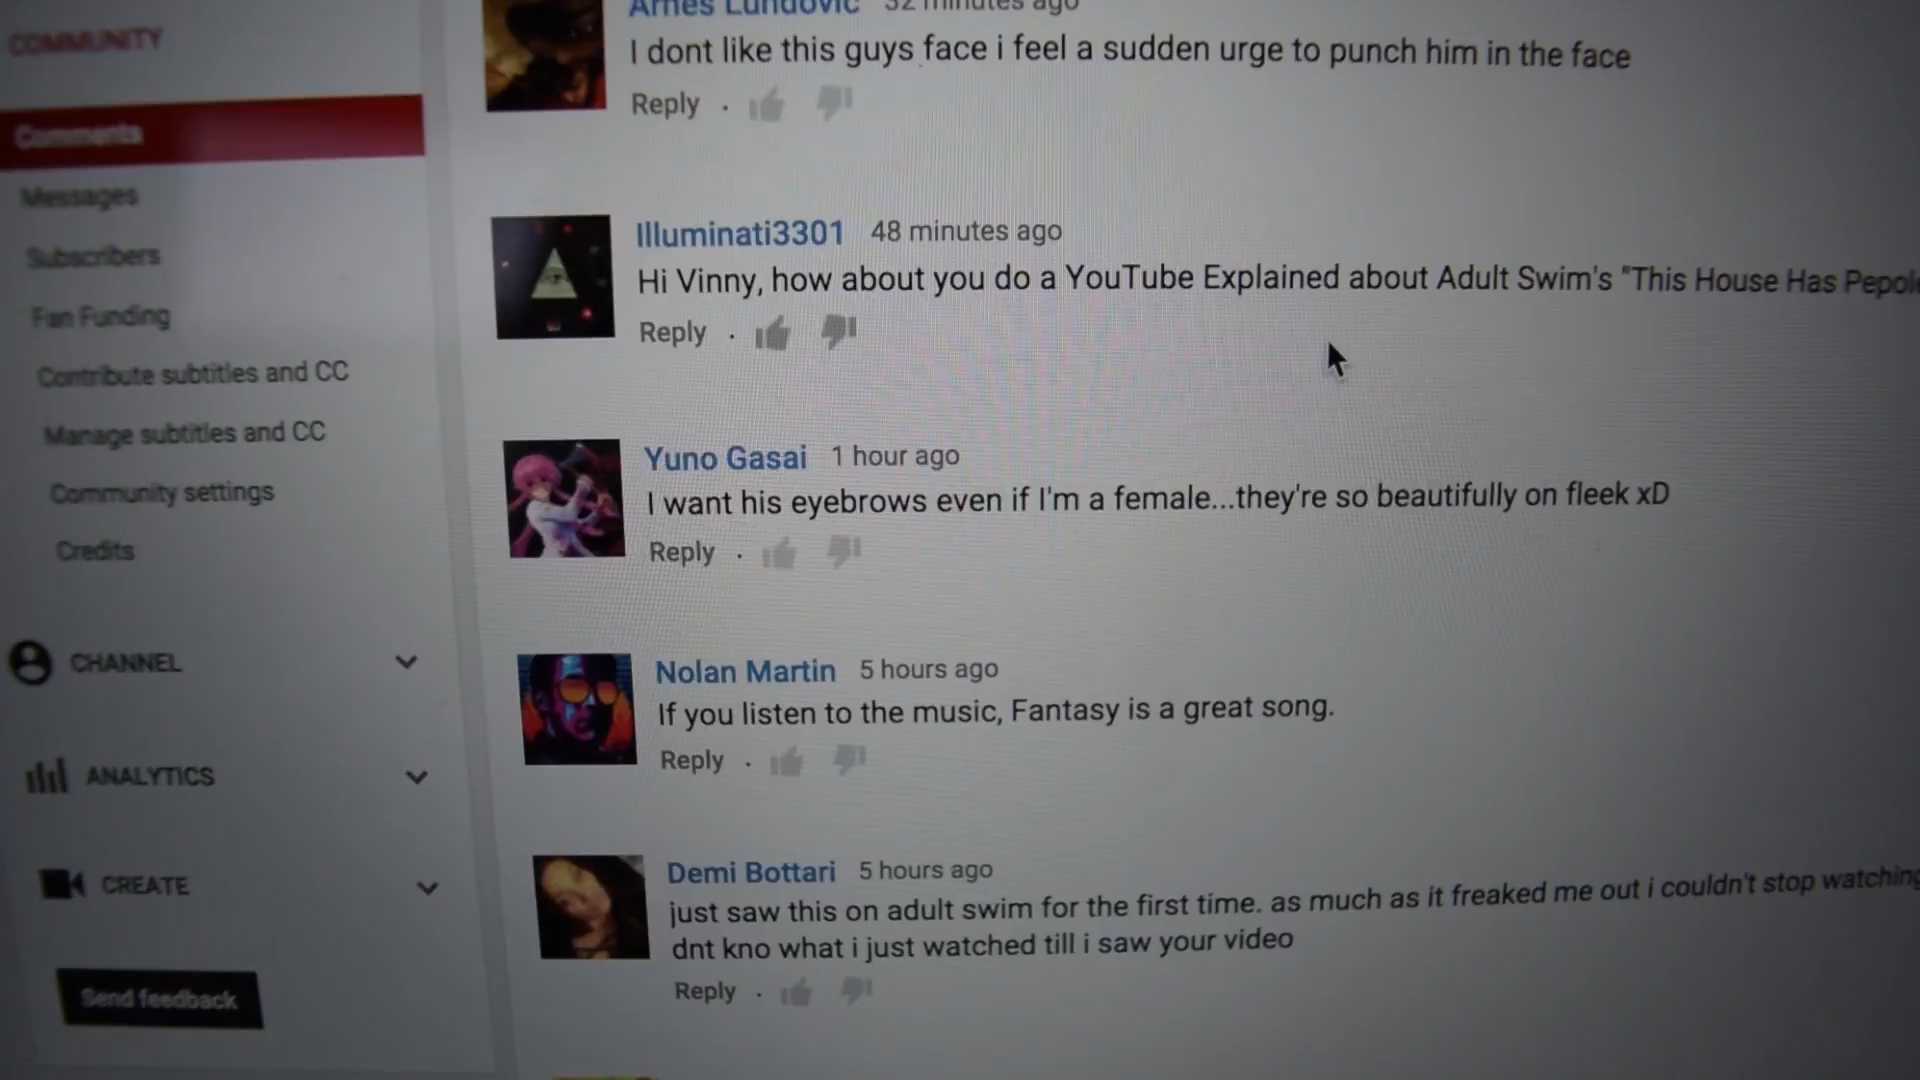 COMMUNITY
Comments
Messages
Subscribers
Fan Funding
Contribute subtitles and CC
Manage subtitles and CC
Community settings
Credits
CHANNEL
ANALYTICS
CREATE
Send feedback
32 minutes ago
I dont like this guys face i feel a sudden urge to punch him in the face
Reply .
Illuminati3301 48 minutes ago
Hi Vinny, how about you do a YouTube Explained about Adult Swim's "This House Has
Reply .
Yuno Gasai 1 hour ago
I want his eyebrows even if I'm a female...they're so beautifully on fleek xD
Reply .
Nolan Martin 5 hours ago
If you listen to the music, Fantasy is a great song.
Reply .
Demi Bottari 5 hours ago
just saw this on adult swim for the first time. as much as it freaked me out i couldn't stop watching
dnt kno what i just watched till i saw your video
Reply .